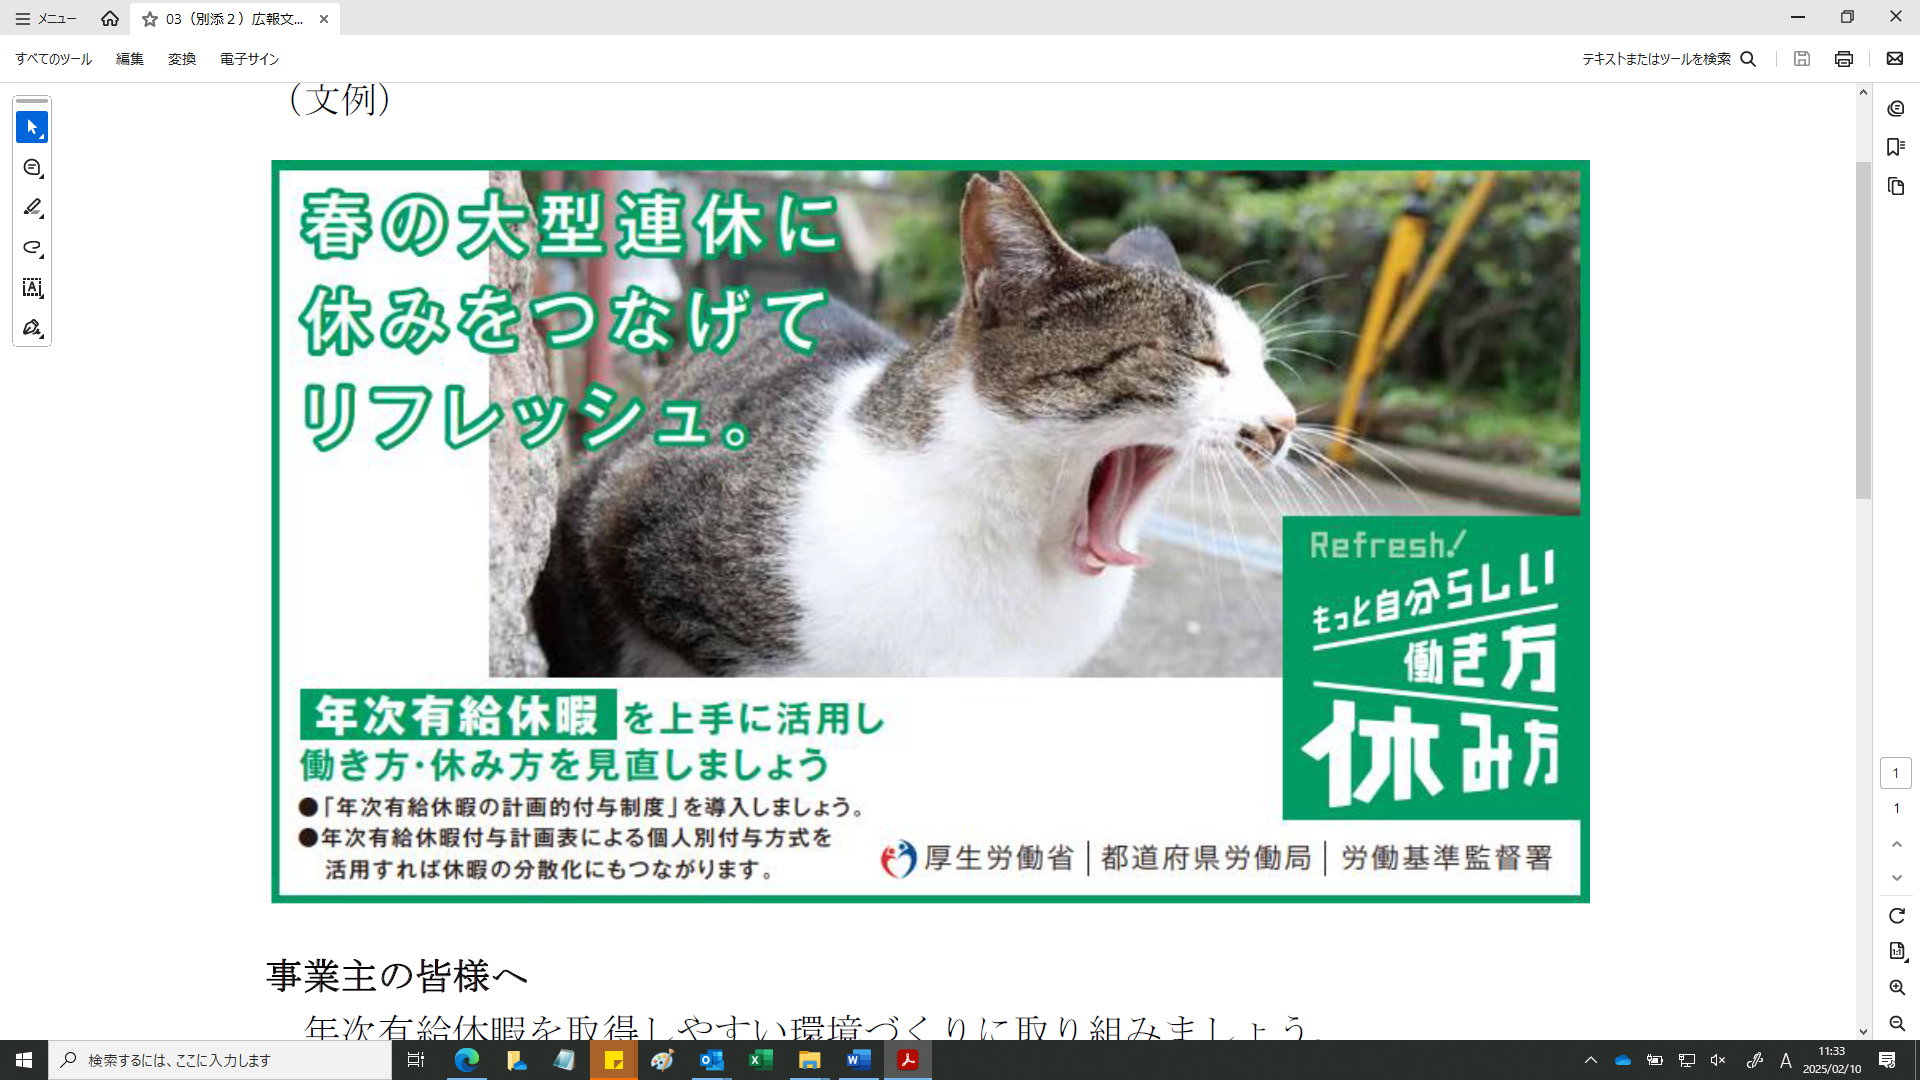 メニュー
03（別添２）広報文...
すべてのツール 編集 変換 電子サイン
テキストまたはツールを検索
（文例）
春の大型連休に
休みをつなげて
リフレッシュ。
Refresh!
もっと自分らしい
働き方
休み方
年次有給休暇を上手に活用し
働き方・休み方を見直しましょう
●「年次有給休暇の計画的付与制度」を導入しましょう。
●年次有給休暇付与計画表による個人別付与方式を
活用すれば休暇の分散化にもつながります。
厚生労働省｜都道府県労働局｜労働基準監督署
事業主の皆様へ
年次有給休暇を取得しやすい環境づくりに取り組みましょう。
1
1
検索するには、ここに入力します
A
11:33
2025/02/10